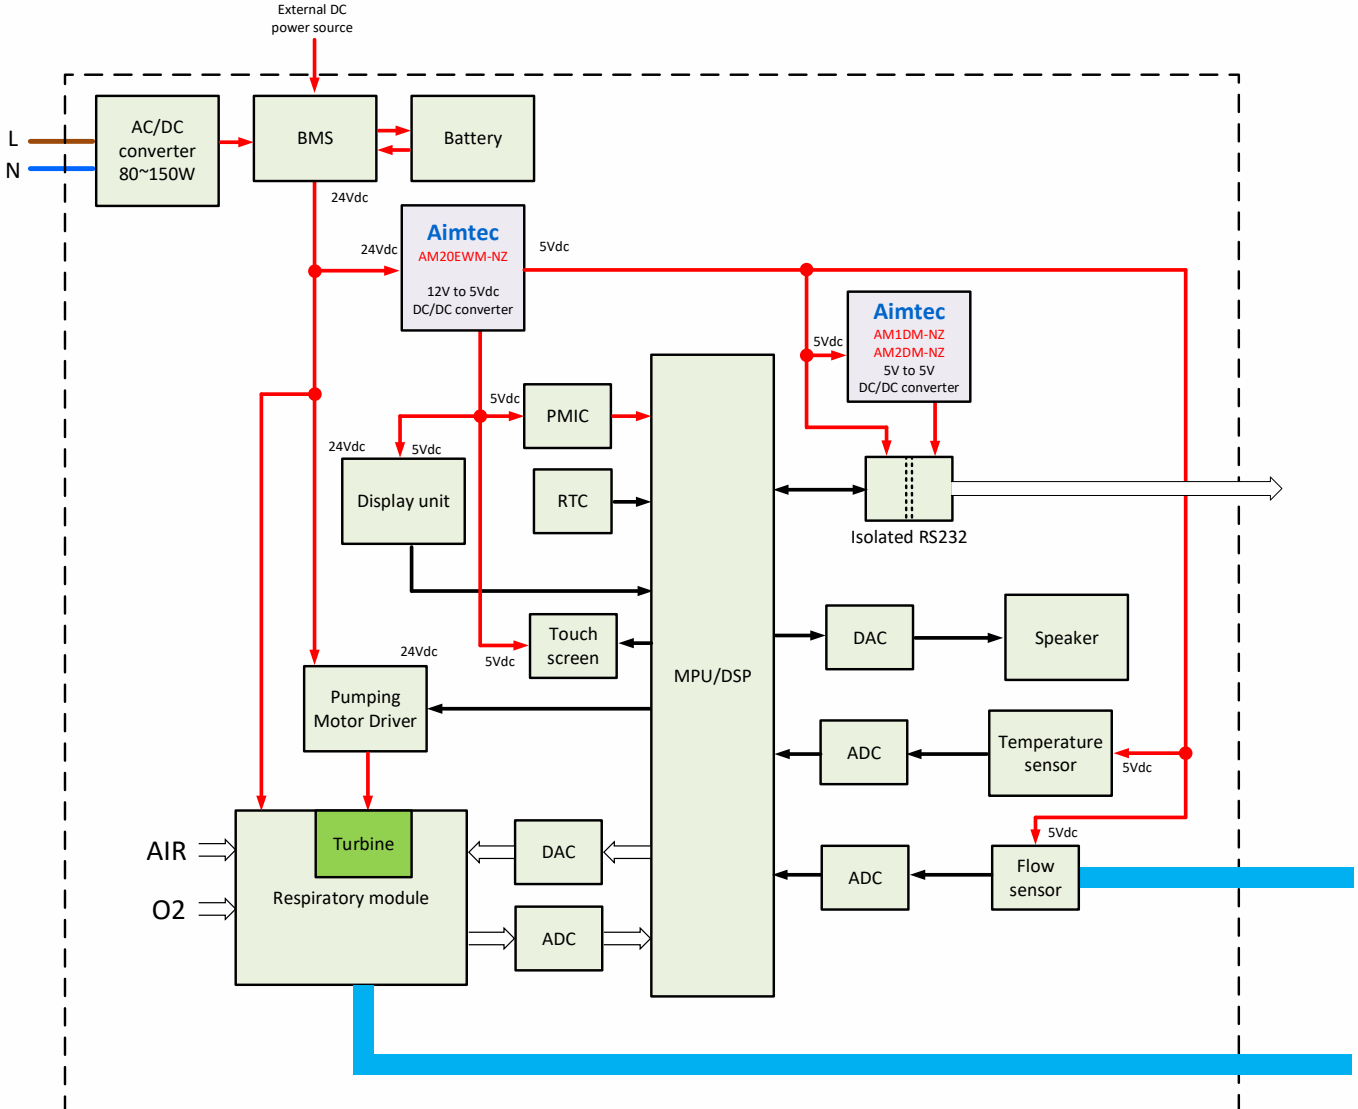 External DC
power source
L
N
AC/DC
converter
80~150W
BMS
Battery
24Vdc
24Vdc
Aimtec
AM20EWM-NZ
12V to 5Vdc
DC/DC converter
5Vdc
Aimtec
AM1DM-NZ
AM2DM-NZ
5V to 5V
DC/DC converter
5Vdc
5Vdc
PMIC
24Vdc
5Vdc
Display unit
RTC
Isolated RS232
Touch
screen
5Vdc
24Vdc
MPU/DSP
DAC
Speaker
Pumping
Motor Driver
ADC
Temperature
sensor
5Vdc
5Vdc
AIR
O2
Turbine
Respiratory module
DAC
ADC
ADC
Flow
sensor